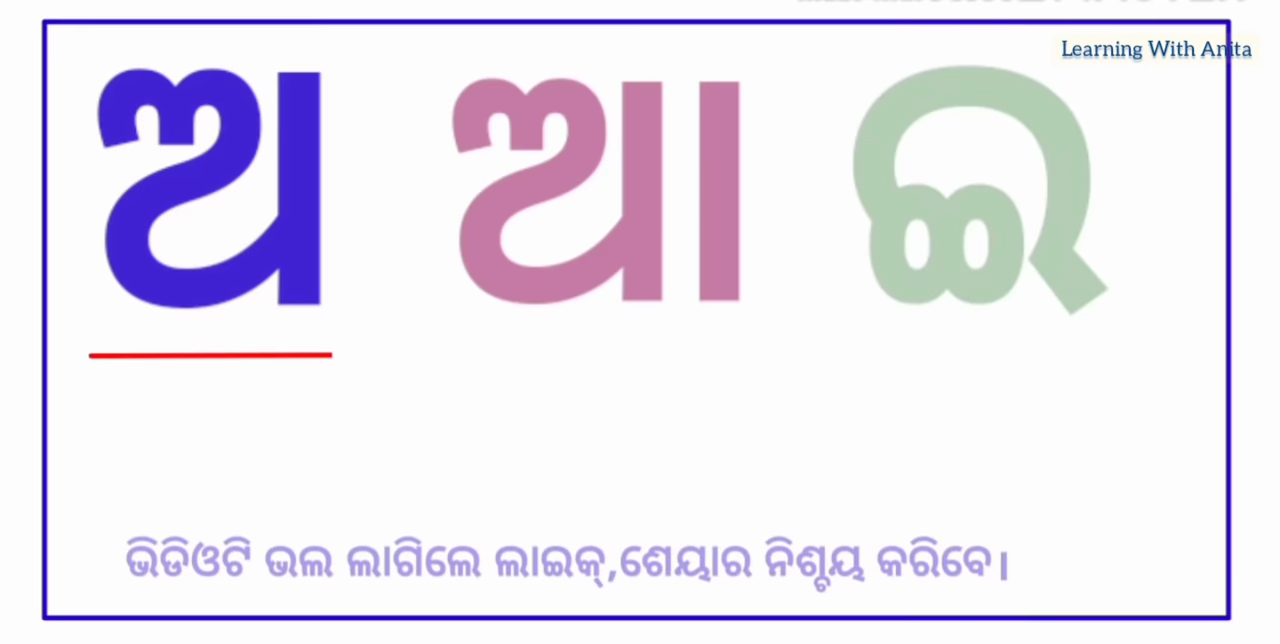 Learning With Anita
ଅ ଆ ଇ
ଭିଡିଓଟି ଭଲ ଲାଗିଲେ ଲାଇକ୍,ଶେୟାର ନିଶ୍ଚୟ କରିବେ।